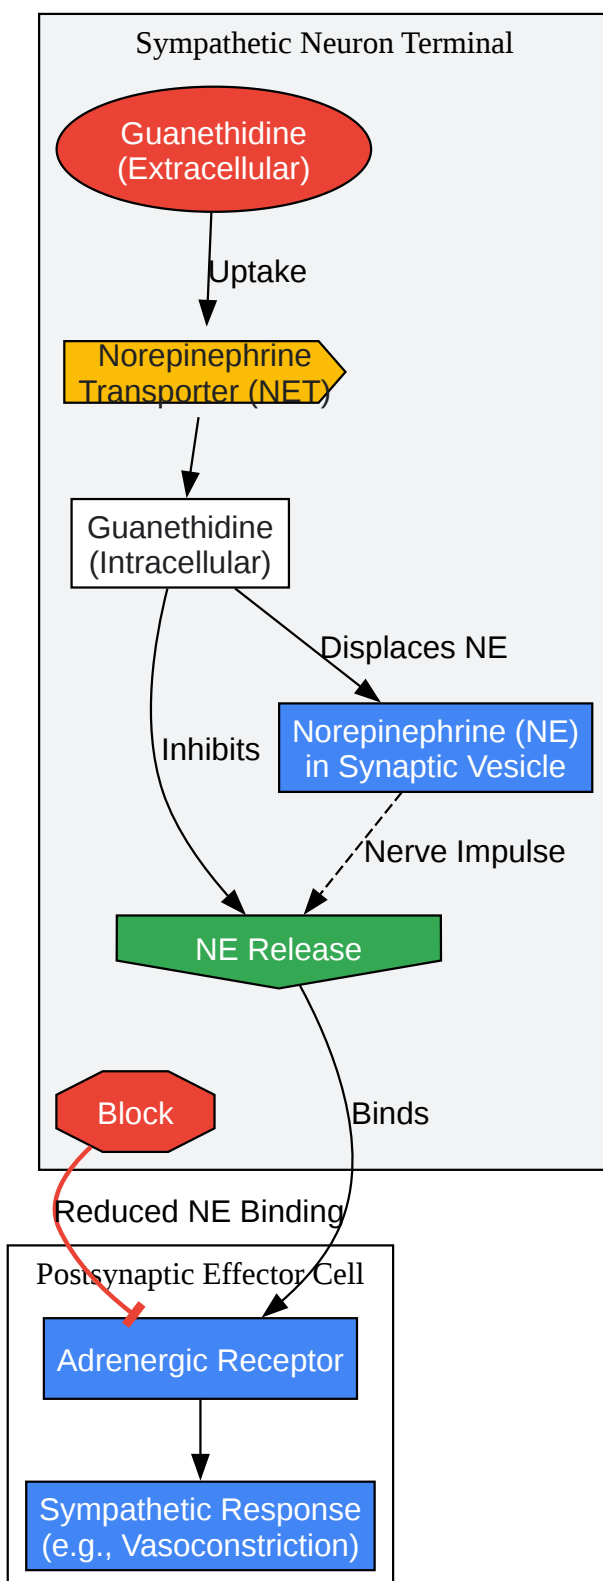 Sympathetic Neuron Terminal
Guanethidine
(Extracellular)
Uptake
Norepinephrine
Transporter (NET)
Guanethidine
(Intracellular)
Displaces NE
Norepinephrine (NE)
in Synaptic Vesicle
Inhibits
Nerve Impulse
NE Release
Block
Binds
Reduced NE Binding
Postsynaptic Effector Cell
Adrenergic Receptor
Sympathetic Response
(e.g., Vasoconstriction)